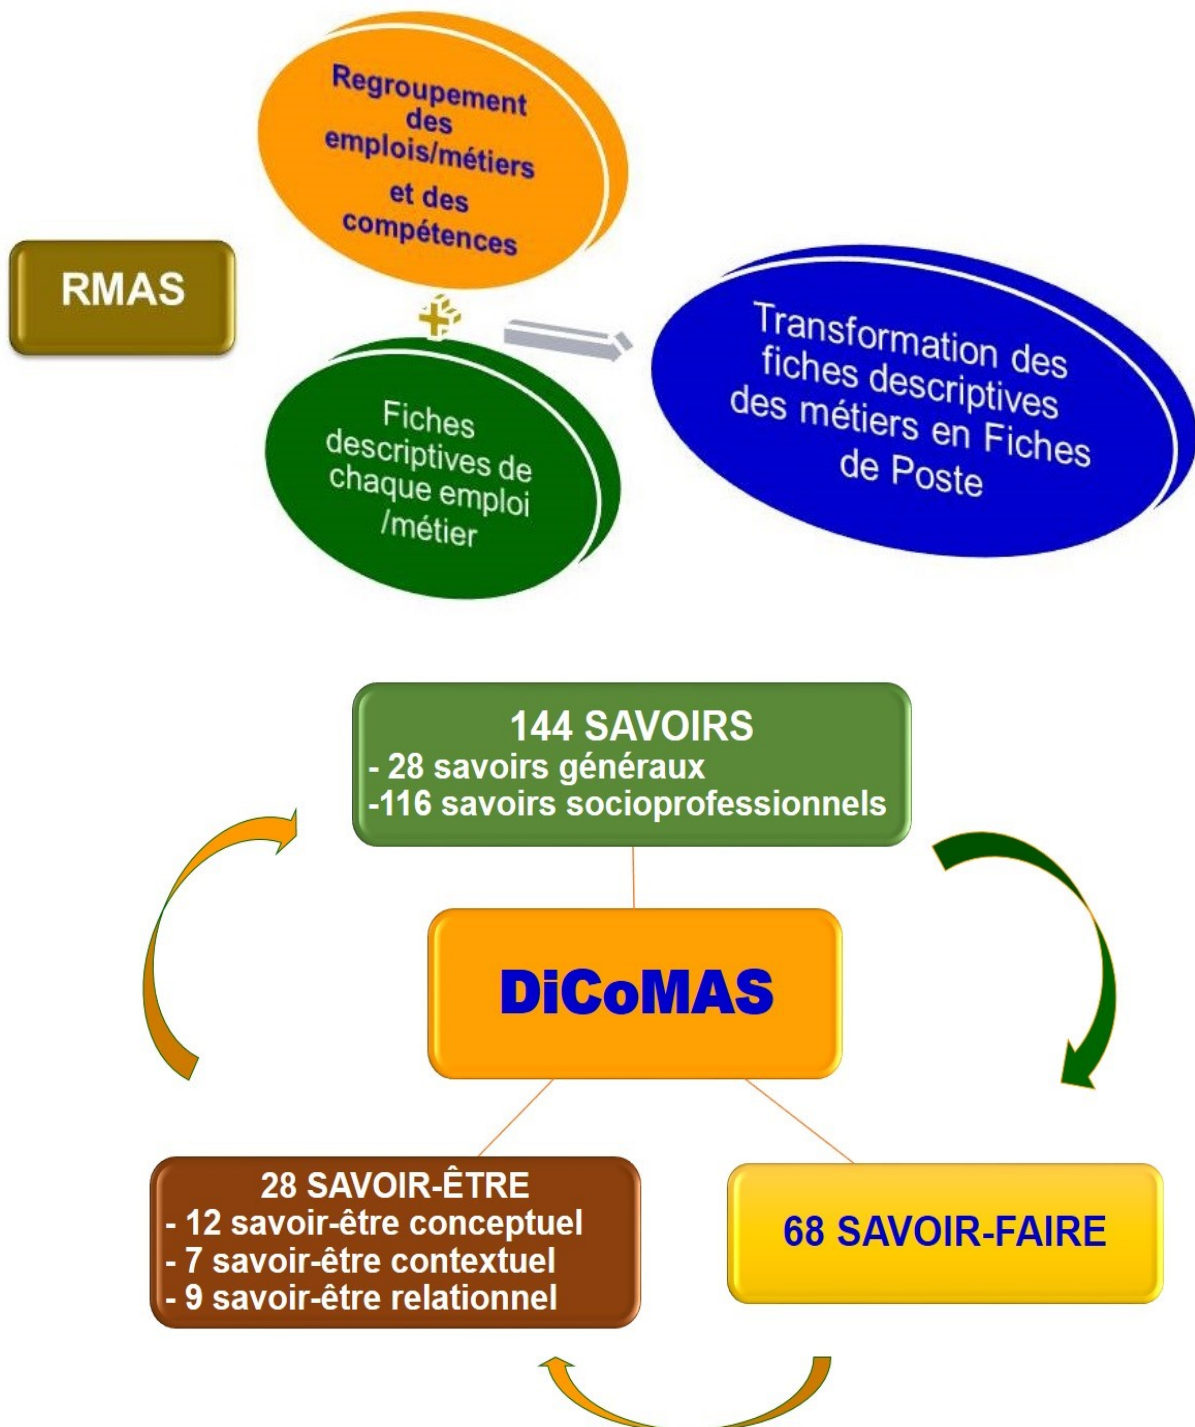 Regroupement
des
emplois/métiers
et des
compétences
RMAS
Fiches
descriptives de
chaque emploi
/métier
Transformation des
fiches descriptives
des métiers en Fiches
de Poste
144 SAVOIRS
- 28 savoirs généraux
-116 savoirs socioprofessionnels
DiCoMAS
28 SAVOIR-ÊTRE
- 12 savoir-être conceptuel
- 7 savoir-être contextuel
- 9 savoir-être relationnel
68 SAVOIR-FAIRE